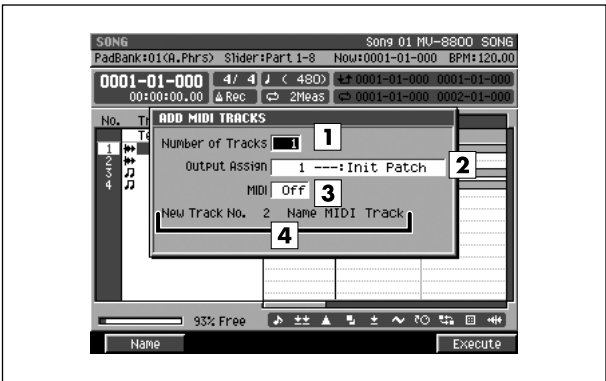 SONG Song 01 MV-8800 SONG
PadBank:01(A.Phrs) Slider:Part 1-8 Now:0001-01-000 BPM:120.00
0001-01-000 4/ 4 ♩ ( 480) 0001-01-000 0001-01-000
00:00:00.00 Rec 2Meas 0001-01-000 0002-01-000
No. Tr
Te
ADD MIDI TRACKS
Number of Tracks 1 1
Output Assign 1 ---:Init Patch 2
MIDI Off 3
New Track No. 2 Name MIDI Track
4
1
2
3
4
93% Free
Name Execute